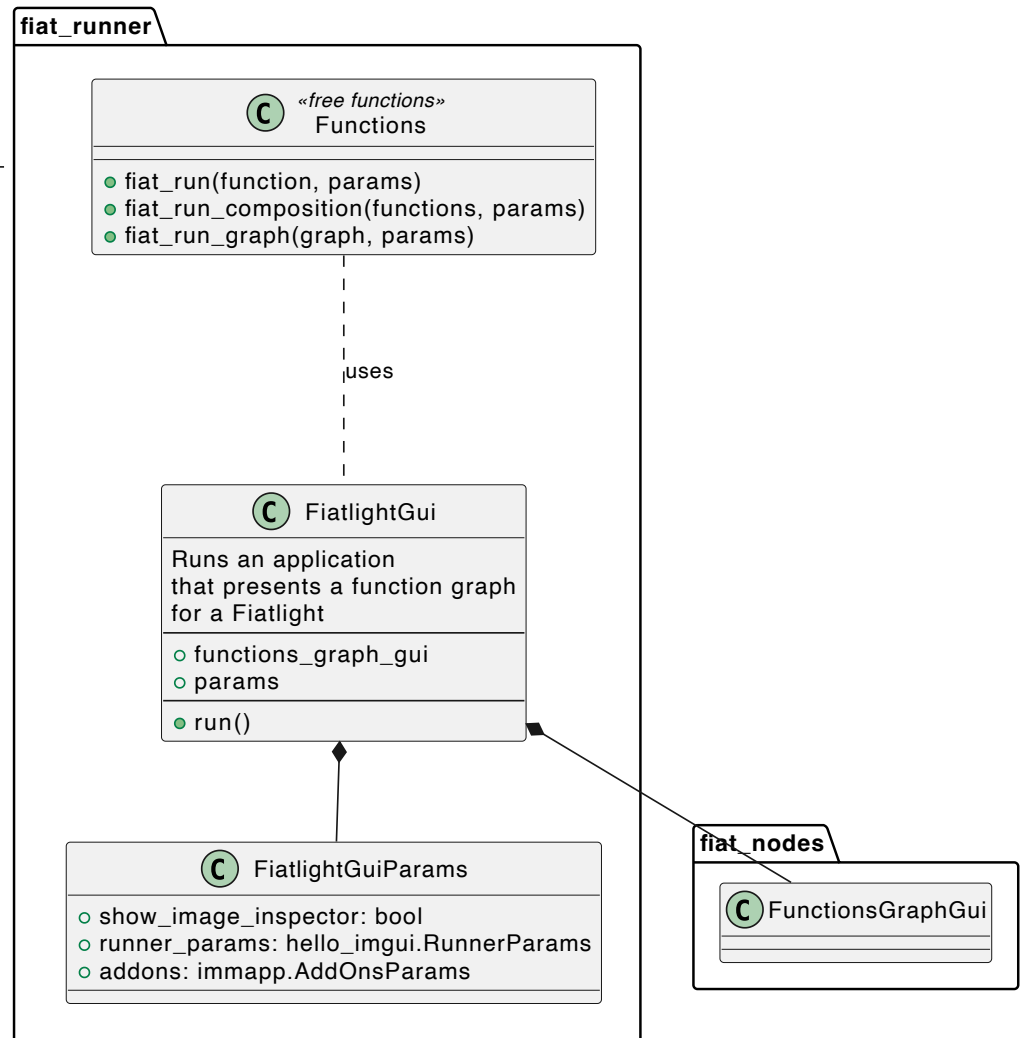 fiat_runner
C
«free functions»
Functions
fiat_run(function, params)
fiat_run_composition(functions, params)
fiat_run_graph(graph, params)
uses
C FiatlightGui
Runs an application
that presents a function graph
for a Fiatlight
functions_graph_gui
params
run()
C FiatlightGuiParams
show_image_inspector: bool
runner_params: hello_imgui.RunnerParams
addons: immapp.AddOnsParams
fiat_nodes
C FunctionsGraphGui